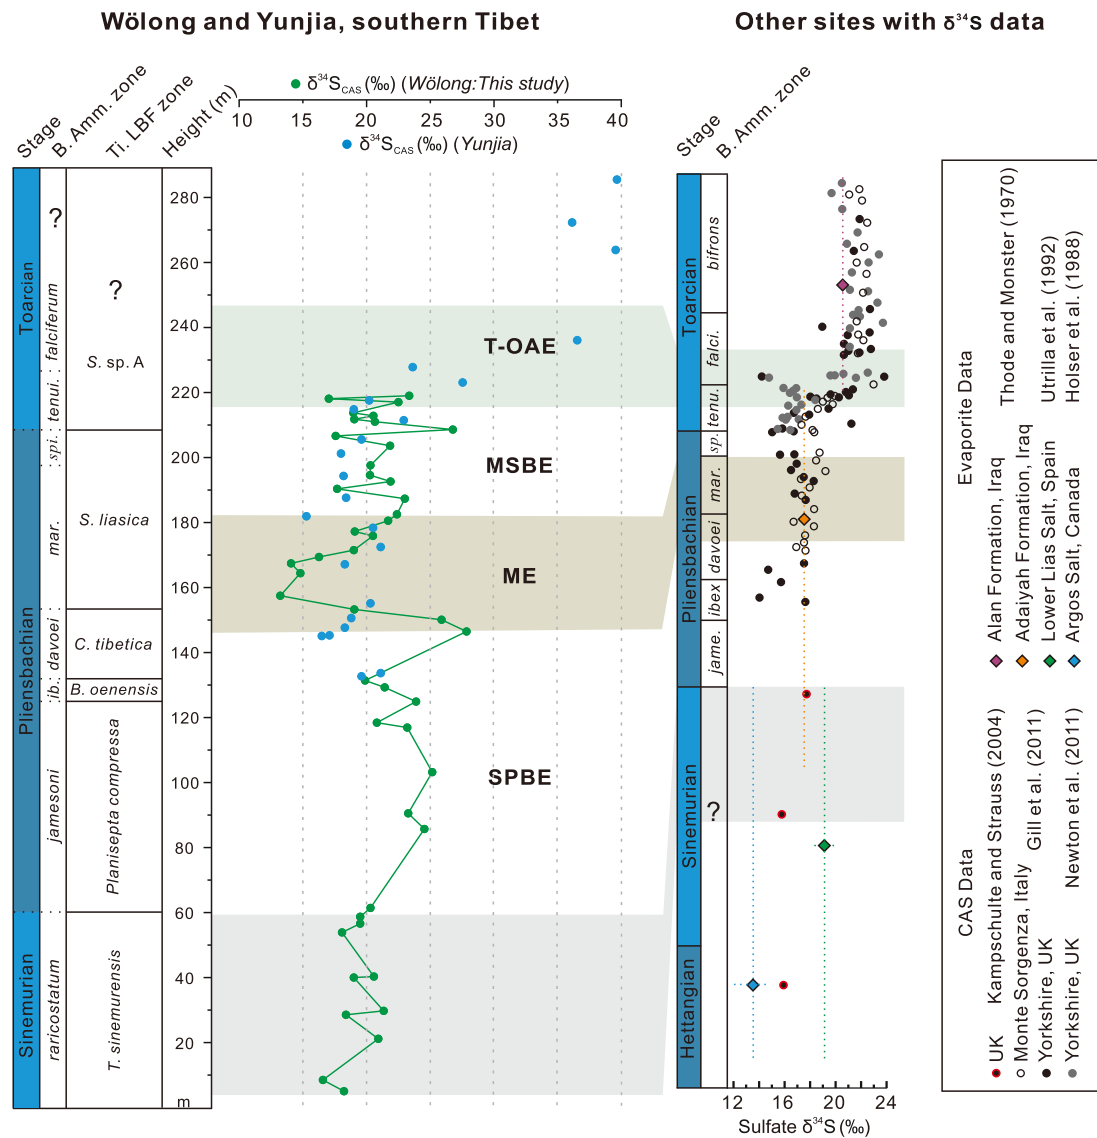 Wölong and Yunjia, southern Tibet
Other sites with δ³⁴S data
δ³⁴S_CAS (‰) (Wölong:This study)
10 15 20 25 30 35 40
δ³⁴S_CAS (‰) (Yunjia)
Stage
B. Amm. zone
Ti. LBF zone
Height (m)
Toarcian
Pliensbachian
Sinemurian
?
falciferum
tenui.
spi.
mar.
davoei
ib.
jamesoni
raricostatum
?
S. sp. A
S. liasica
C. tibetica
B. oenensis
Planisepta compressa
T. sinemurensis
280
260
240
220
200
180
160
140
120
100
80
60
40
20
m
T-OAE
MSBE
ME
SPBE
Stage
B. Amm. zone
Toarcian
Pliensbachian
Sinemurian
Hettangian
bifrons
falci.
tenu.
sp.
mar.
davoei
ibex
jame.
?
12 16 20 24
Sulfate δ³⁴S (‰)
Evaporite Data
Alan Formation, Iraq Thode and Monster (1970)
Adaiyah Formation, Iraq
Lower Lias Salt, Spain Utrilla et al. (1992)
Argos Salt, Canada Holser et al. (1988)
CAS Data
UK Kampschulte and Strauss (2004)
Monte Sorgenza, Italy
Gill et al. (2011)
Yorkshire, UK
Yorkshire, UK Newton et al. (2011)